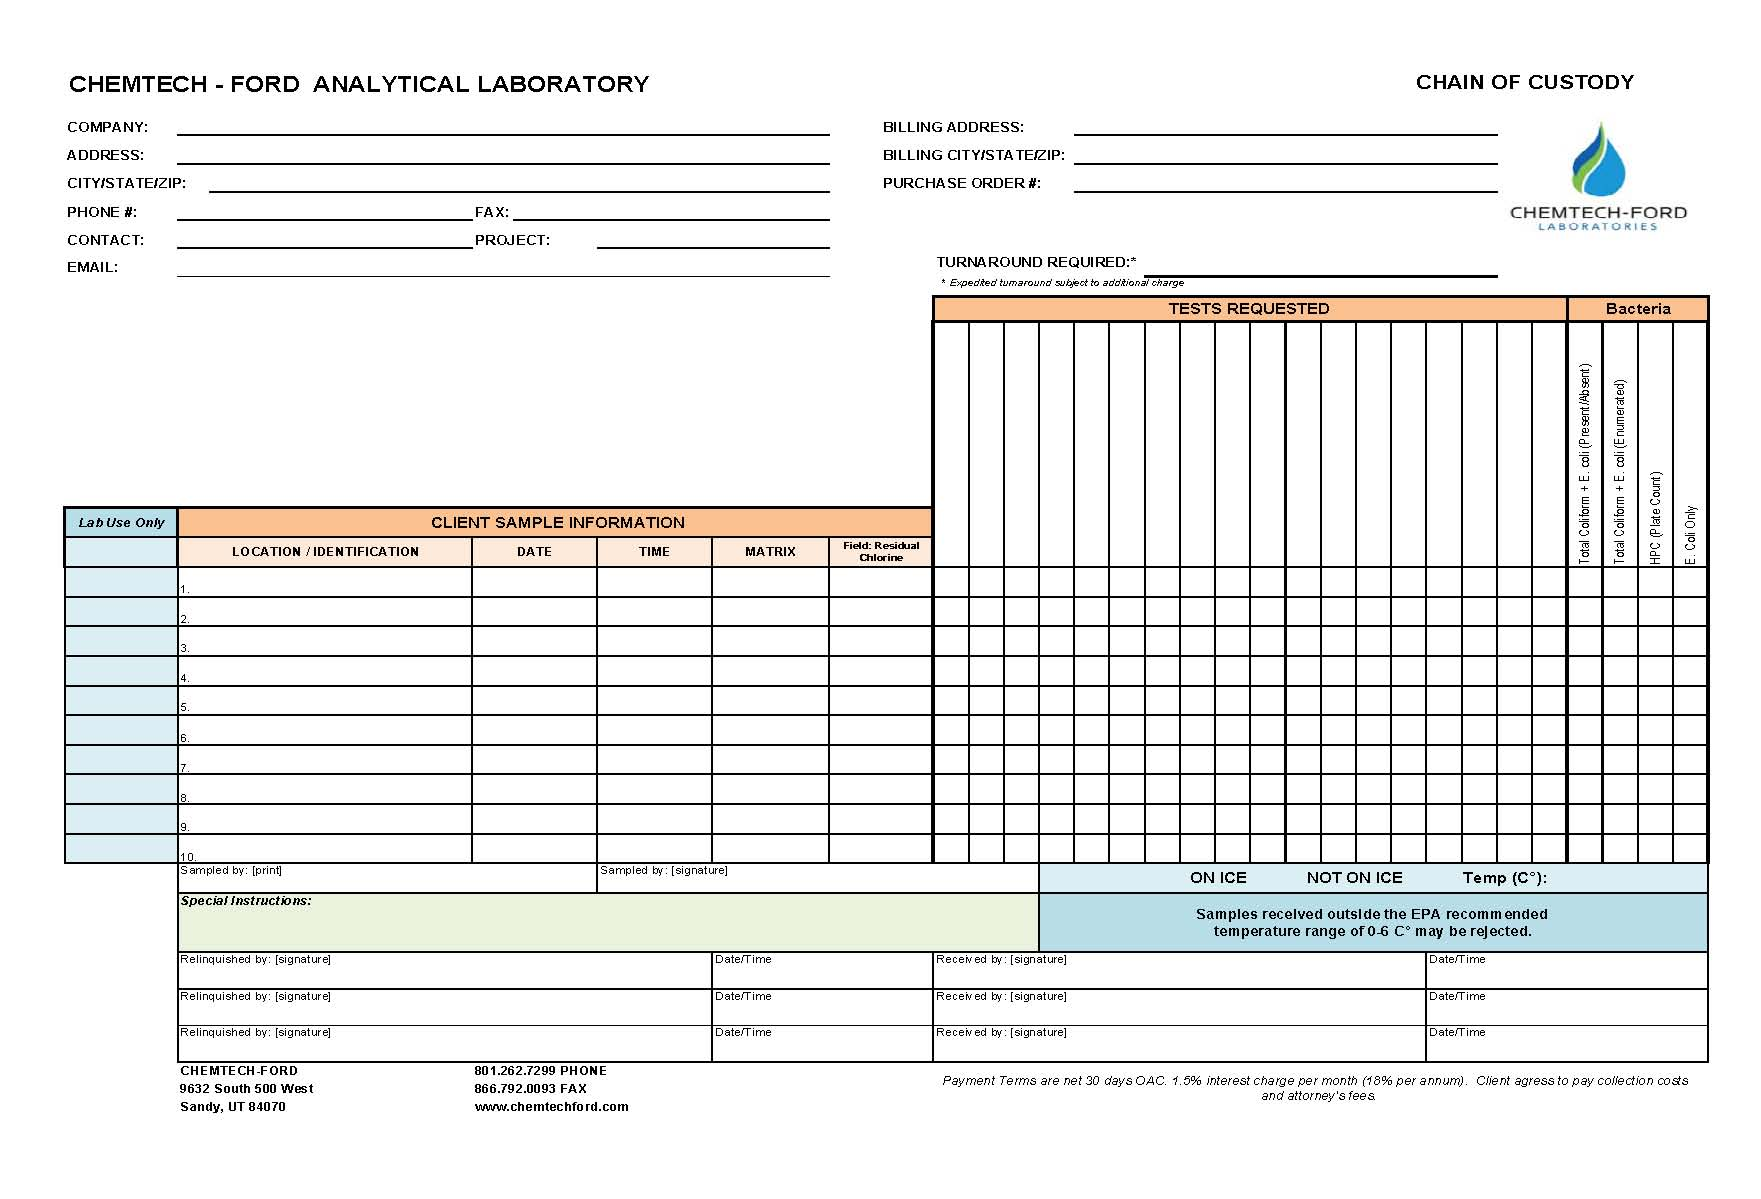 CHEMTECH - FORD ANALYTICAL LABORATORY
CHAIN OF CUSTODY
COMPANY:
BILLING ADDRESS:
ADDRESS:
BILLING CITY/STATE/ZIP:
CITY/STATE/ZIP:
PURCHASE ORDER #:
PHONE #: FAX:
CHEMTECH-FORD
LABORATORIES
CONTACT: PROJECT:
EMAIL:
TURNAROUND REQUIRED:*
* Expedited turnaround subject to additional charge
TESTS REQUESTED
Bacteria
Total Coliform + E. coli (Present/Absent)
Total Coliform + E. coli (Enumerated)
HPC (Plate Count)
E. Coli Only
Lab Use Only
CLIENT SAMPLE INFORMATION
LOCATION / IDENTIFICATION
DATE
TIME
MATRIX
Field: Residual
Chlorine
1.
2.
3.
4.
5.
6.
7.
8.
9.
10.
Sampled by: [print]
Sampled by: [signature]
ON ICE NOT ON ICE Temp (C°):
Special Instructions:
Samples received outside the EPA recommended
temperature range of 0-6 C° may be rejected.
Relinquished by: [signature]
Date/Time
Received by: [signature]
Date/Time
Relinquished by: [signature]
Date/Time
Received by: [signature]
Date/Time
Relinquished by: [signature]
Date/Time
Received by: [signature]
Date/Time
CHEMTECH-FORD
9632 South 500 West
Sandy, UT 84070
801.262.7299 PHONE
866.792.0093 FAX
www.chemtechford.com
Payment Terms are net 30 days OAC. 1.5% interest charge per month (18% per annum). Client agress to pay collection costs
and attorney's fees.